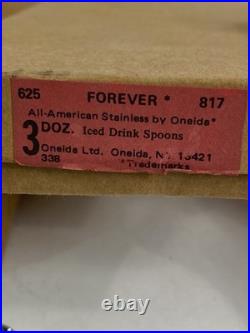 625 FOREVER * 817
All-American Stainless by Oneida*
3 DOZ. Iced Drink Spoons
Oneida Ltd. Oneida, N.Y. 13421
338 *Trademarks